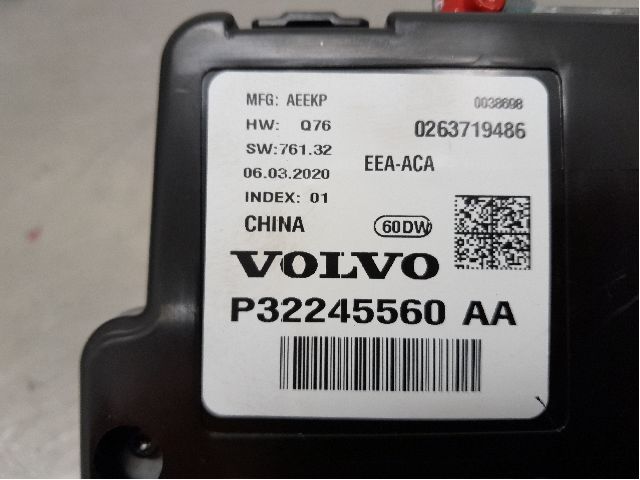 MFG: AEEKP 0038698
HW: Q76 0263719486
SW:761.32
EEA-ACA
06.03.2020
INDEX: 01
CHINA 60DW
VOLVO
P32245560 AA